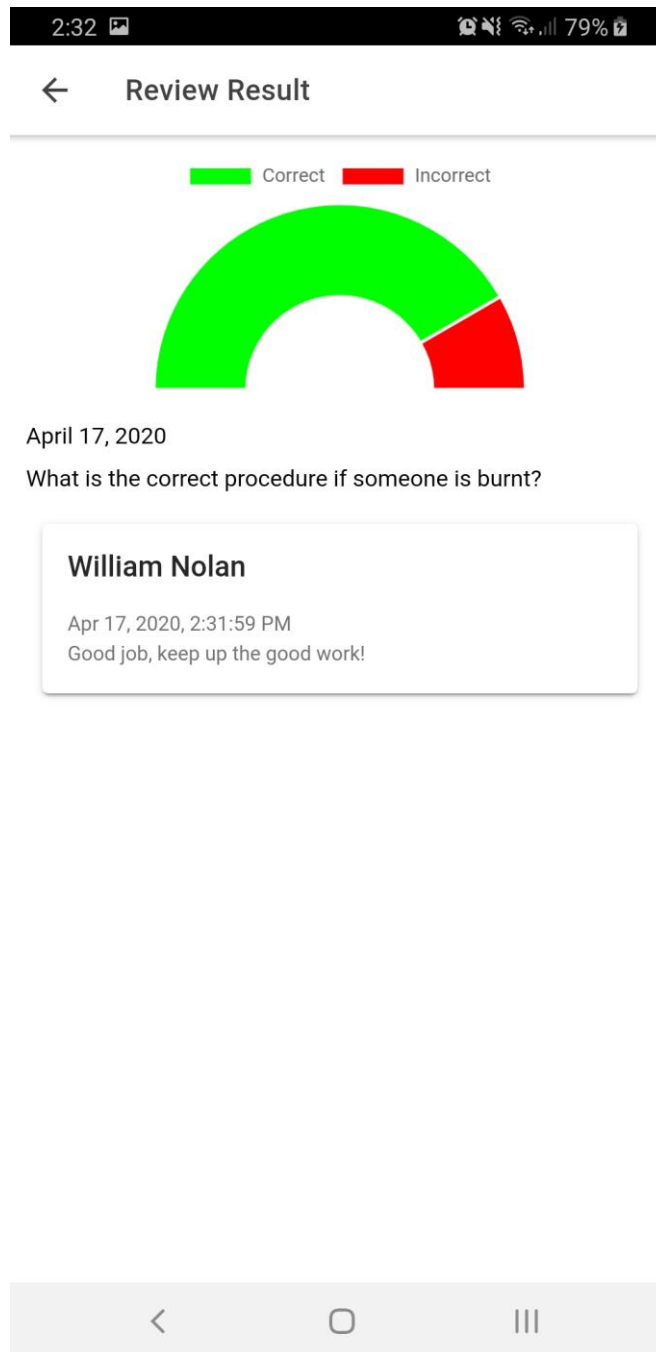 2:32 79%
Review Result
Correct Incorrect
April 17, 2020
What is the correct procedure if someone is burnt?
William Nolan
Apr 17, 2020, 2:31:59 PM
Good job, keep up the good work!